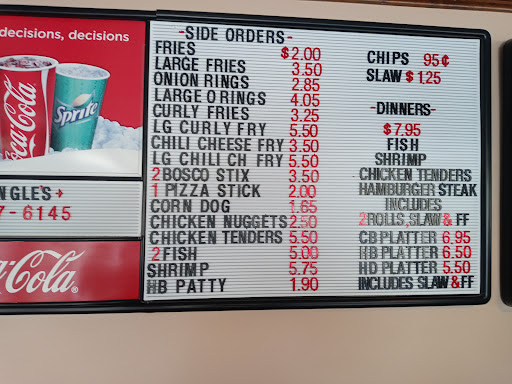 decisions, decisions
Coca-Cola
Sprite
NGLE'S
7-6145
Coca-Cola
-SIDE ORDERS-
FRIES $2.00
LARGE FRIES 3.50
ONION RINGS 2.85
LARGE O RINGS 4.05
CURLY FRIES 3.25
LG CURLY FRY 5.50
CHILI CHEESE FRY 3.50
LG CHILI CH FRY 5.50
2 BOSCO STIX 3.50
1 PIZZA STICK 2.00
CORN DOG 1.65
CHICKEN NUGGETS 2.50
CHICKEN TENDERS 5.50
2 FISH 5.00
SHRIMP 5.75
HB PATTY 1.90
CHIPS 95¢
SLAW $1.25
-DINNERS-
$7.95
FISH
SHRIMP
CHICKEN TENDERS
HAMBURGER STEAK
INCLUDES
2 ROLLS, SLAW & FF
CB PLATTER 6.95
HB PLATTER 6.50
HD PLATTER 5.50
INCLUDES SLAW & FF